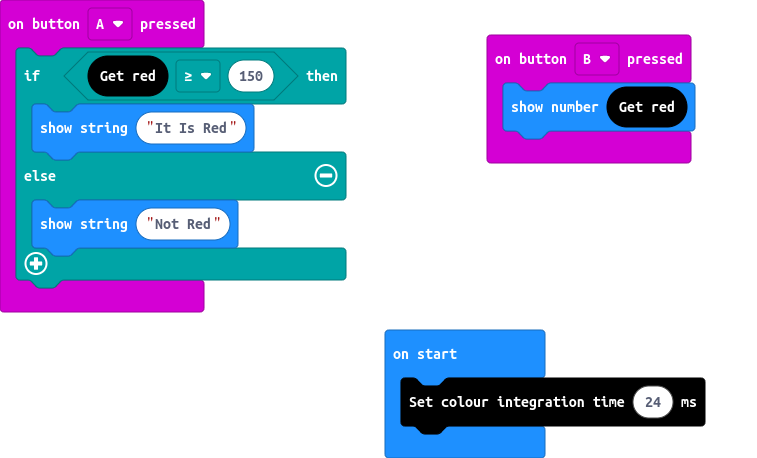 on button A pressed
if Get red ≥ 150 then
show string "It Is Red"
else
show string "Not Red"
on button B pressed
show number Get red
on start
Set colour integration time 24 ms